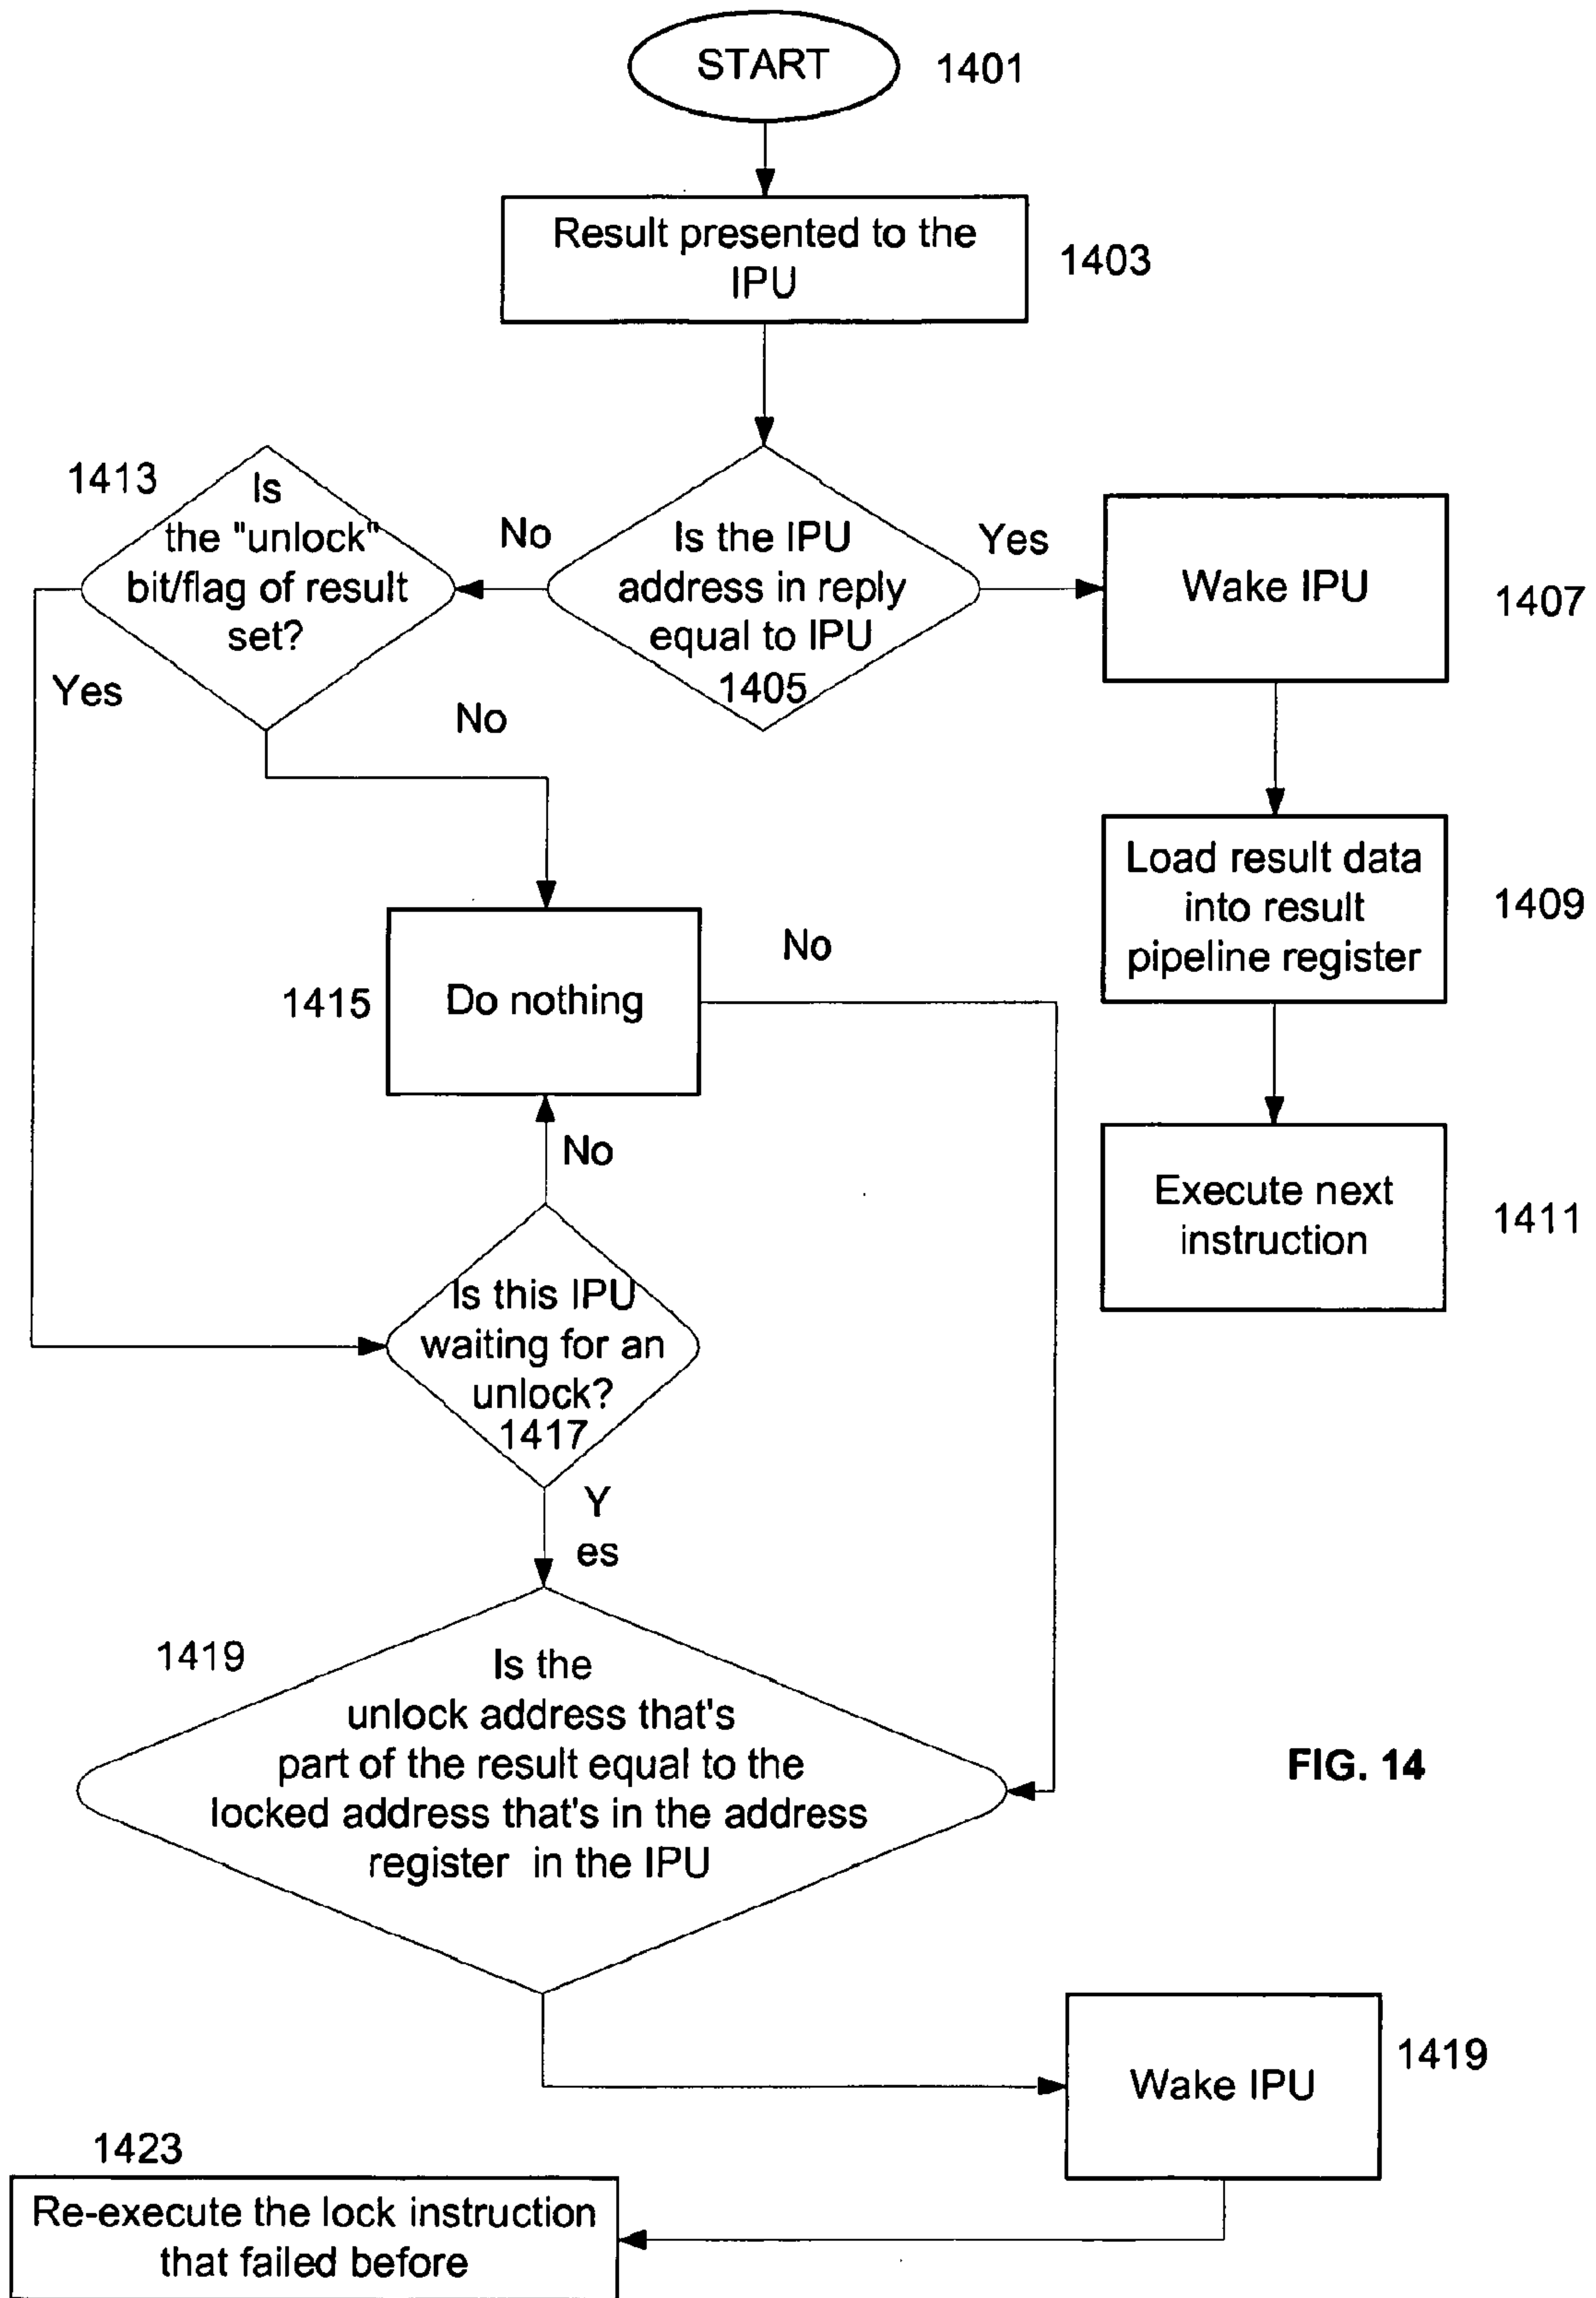 START
1401
Result presented to the
IPU
1403
1413
Is
the "unlock"
bit/flag of result
set?
No
Is the IPU
address in reply
equal to IPU
1405
Yes
Wake IPU
1407
Yes
No
Load result data
into result
pipeline register
1409
1415
Do nothing
No
Execute next
instruction
1411
No
Is this IPU
waiting for an
unlock?
1417
Y
es
1419
Is the
unlock address that's
part of the result equal to the
locked address that's in the address
register in the IPU
FIG. 14
Wake IPU
1419
1423
Re-execute the lock instruction
that failed before